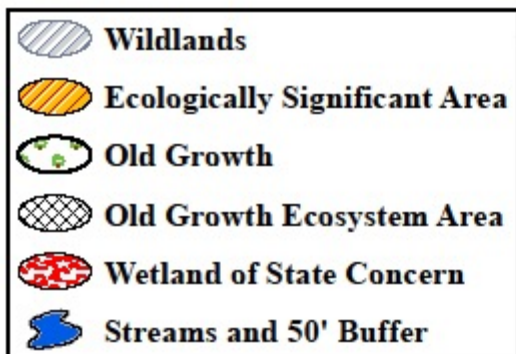 Wildlands
Ecologically Significant Area
Old Growth
Old Growth Ecosystem Area
Wetland of State Concern
Streams and 50' Buffer